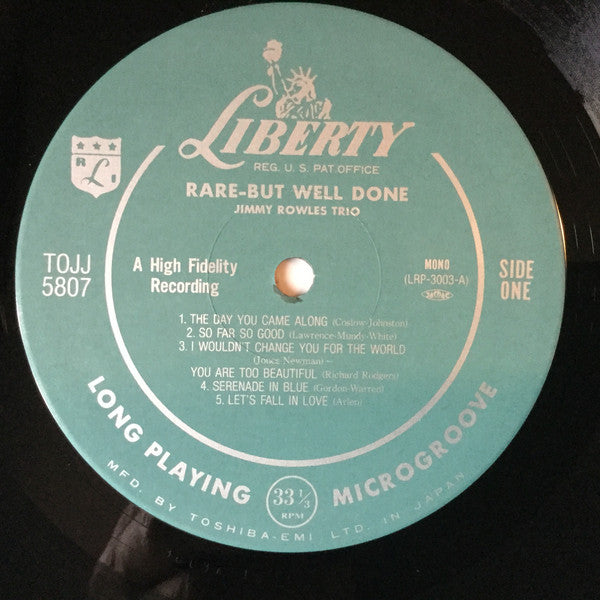 LIBERTY
REG. U. S. PAT. OFFICE
RARE-BUT WELL DONE
JIMMY ROWLES TRIO
R L I
TOJJ
5807
A High Fidelity
Recording
MONO
(LRP-3003-A)
SIDE
ONE
1. THE DAY YOU CAME ALONG (Coslow-Johnston)
2. SO FAR SO GOOD (Lawrence-Mundy-White)
3. I WOULDN'T CHANGE YOU FOR THE WORLD
(Jones-Newman)~
YOU ARE TOO BEAUTIFUL (Richard Rodgers)
4. SERENADE IN BLUE (Gordon-Warren)
5. LET'S FALL IN LOVE (Arlen)
LONG PLAYING
33 1/3
RPM
MICROGROOVE
MFD. BY TOSHIBA-EMI LTD. IN JAPAN